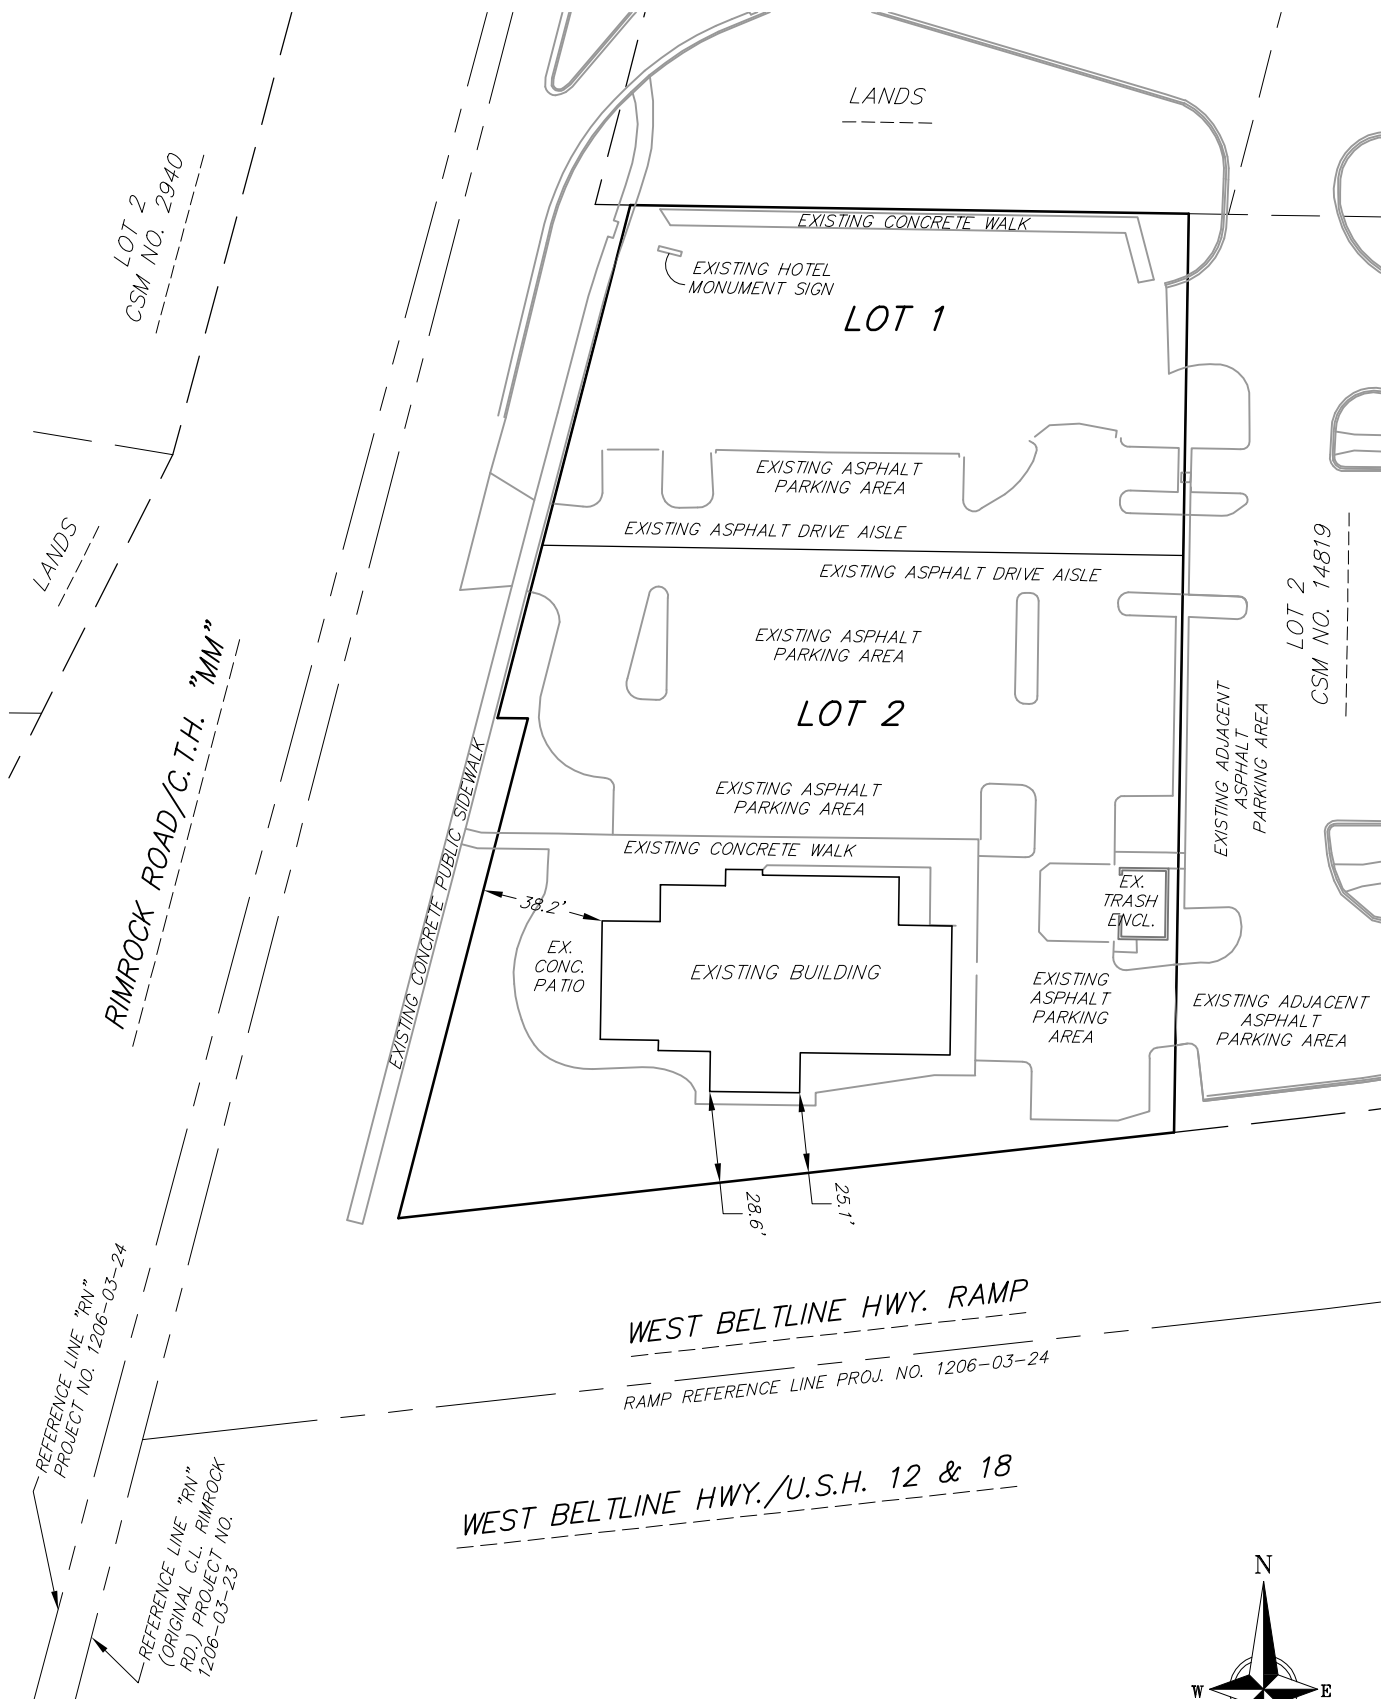 LANDS
LOT 2
CSM NO. 2940
EXISTING CONCRETE WALK
EXISTING HOTEL
MONUMENT SIGN
LOT 1
EXISTING ASPHALT
PARKING AREA
EXISTING ASPHALT DRIVE AISLE
LANDS
EXISTING ASPHALT DRIVE AISLE
LOT 2
CSM NO. 14819
EXISTING ASPHALT
PARKING AREA
RIMROCK ROAD/C.T.H. "MM"
LOT 2
EXISTING ADJACENT
ASPHALT
PARKING AREA
EXISTING CONCRETE PUBLIC SIDEWALK
EXISTING ASPHALT
PARKING AREA
EXISTING CONCRETE WALK
38.2'
EX.
TRASH
ENCL.
EX.
CONC.
PATIO
EXISTING BUILDING
EXISTING
ASPHALT
PARKING
AREA
EXISTING ADJACENT
ASPHALT
PARKING AREA
28.6'
25.1'
WEST BELTLINE HWY. RAMP
RAMP REFERENCE LINE PROJ. NO. 1206-03-24
REFERENCE LINE "RN"
PROJECT NO. 1206-03-24
WEST BELTLINE HWY./U.S.H. 12 & 18
REFERENCE LINE "RN"
(ORIGINAL C.L. RIMROCK
RD.) PROJECT NO.
1206-03-23
N
W E